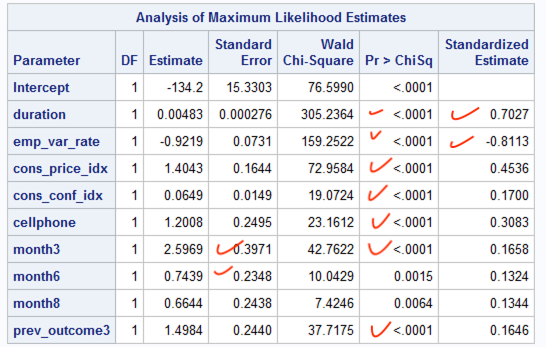 Analysis of Maximum Likelihood Estimates
Parameter DF Estimate Standard Error Wald Chi-Square Pr > ChiSq Standardized Estimate
Intercept 1 -134.2 15.3303 76.5990 <.0001
duration 1 0.00483 0.000276 305.2364 <.0001 0.7027
emp_var_rate 1 -0.9219 0.0731 159.2522 <.0001 -0.8113
cons_price_idx 1 1.4043 0.1644 72.9584 <.0001 0.4536
cons_conf_idx 1 0.0649 0.0149 19.0724 <.0001 0.1700
cellphone 1 1.2008 0.2495 23.1612 <.0001 0.3083
month3 1 2.5969 0.3971 42.7622 <.0001 0.1658
month6 1 0.7439 0.2348 10.0429 0.0015 0.1324
month8 1 0.6644 0.2438 7.4246 0.0064 0.1344
prev_outcome3 1 1.4984 0.2440 37.7175 <.0001 0.1646